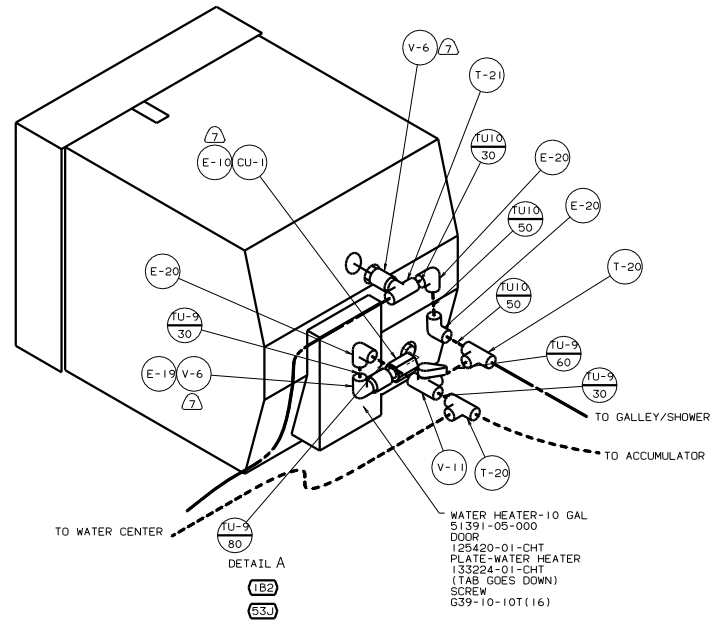 V-6 7
T-21
7
E-10 CU-1
TU10
30
E-20
TU10
50
E-20
E-20
T-20
TU10
50
TU-9
30
TU-9
60
E-19 V-6
7
TU-9
30
TO GALLEY/SHOWER
TO ACCUMULATOR
V-11
T-20
TO WATER CENTER
TU-9
80
DETAIL A
1B2
53J
WATER HEATER-10 GAL
51391-05-000
DOOR
125420-01-CHT
PLATE-WATER HEATER
133224-01-CHT
(TAB GOES DOWN)
SCREW
G39-10-10T(16)